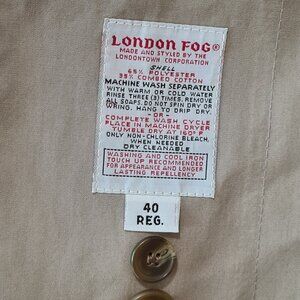 LONDON FOG®
MADE AND STYLED BY THE
LONDONTOWN CORPORATION
SHELL
65% POLYESTER
35% COMBED COTTON
MACHINE WASH SEPARATELY
WITH WARM OR COLD WATER
RINSE THREE (3) TIMES. REMOVE
ALL SOAPS. DO NOT SPIN DRY OR
WRING. HANG TO DRIP DRY.
OR
COMPLETE WASH CYCLE
PLACE IN MACHINE DRYER
TUMBLE DRY AT 160° F
ONLY NON-CHLORINE BLEACH,
WHEN NEEDED
DRY CLEANABLE
WASHING AND COOL IRON
TOUCH UP RECOMMENDED
FOR APPEARANCE AND LONGER
LASTING REPELLENCY
40
REG.